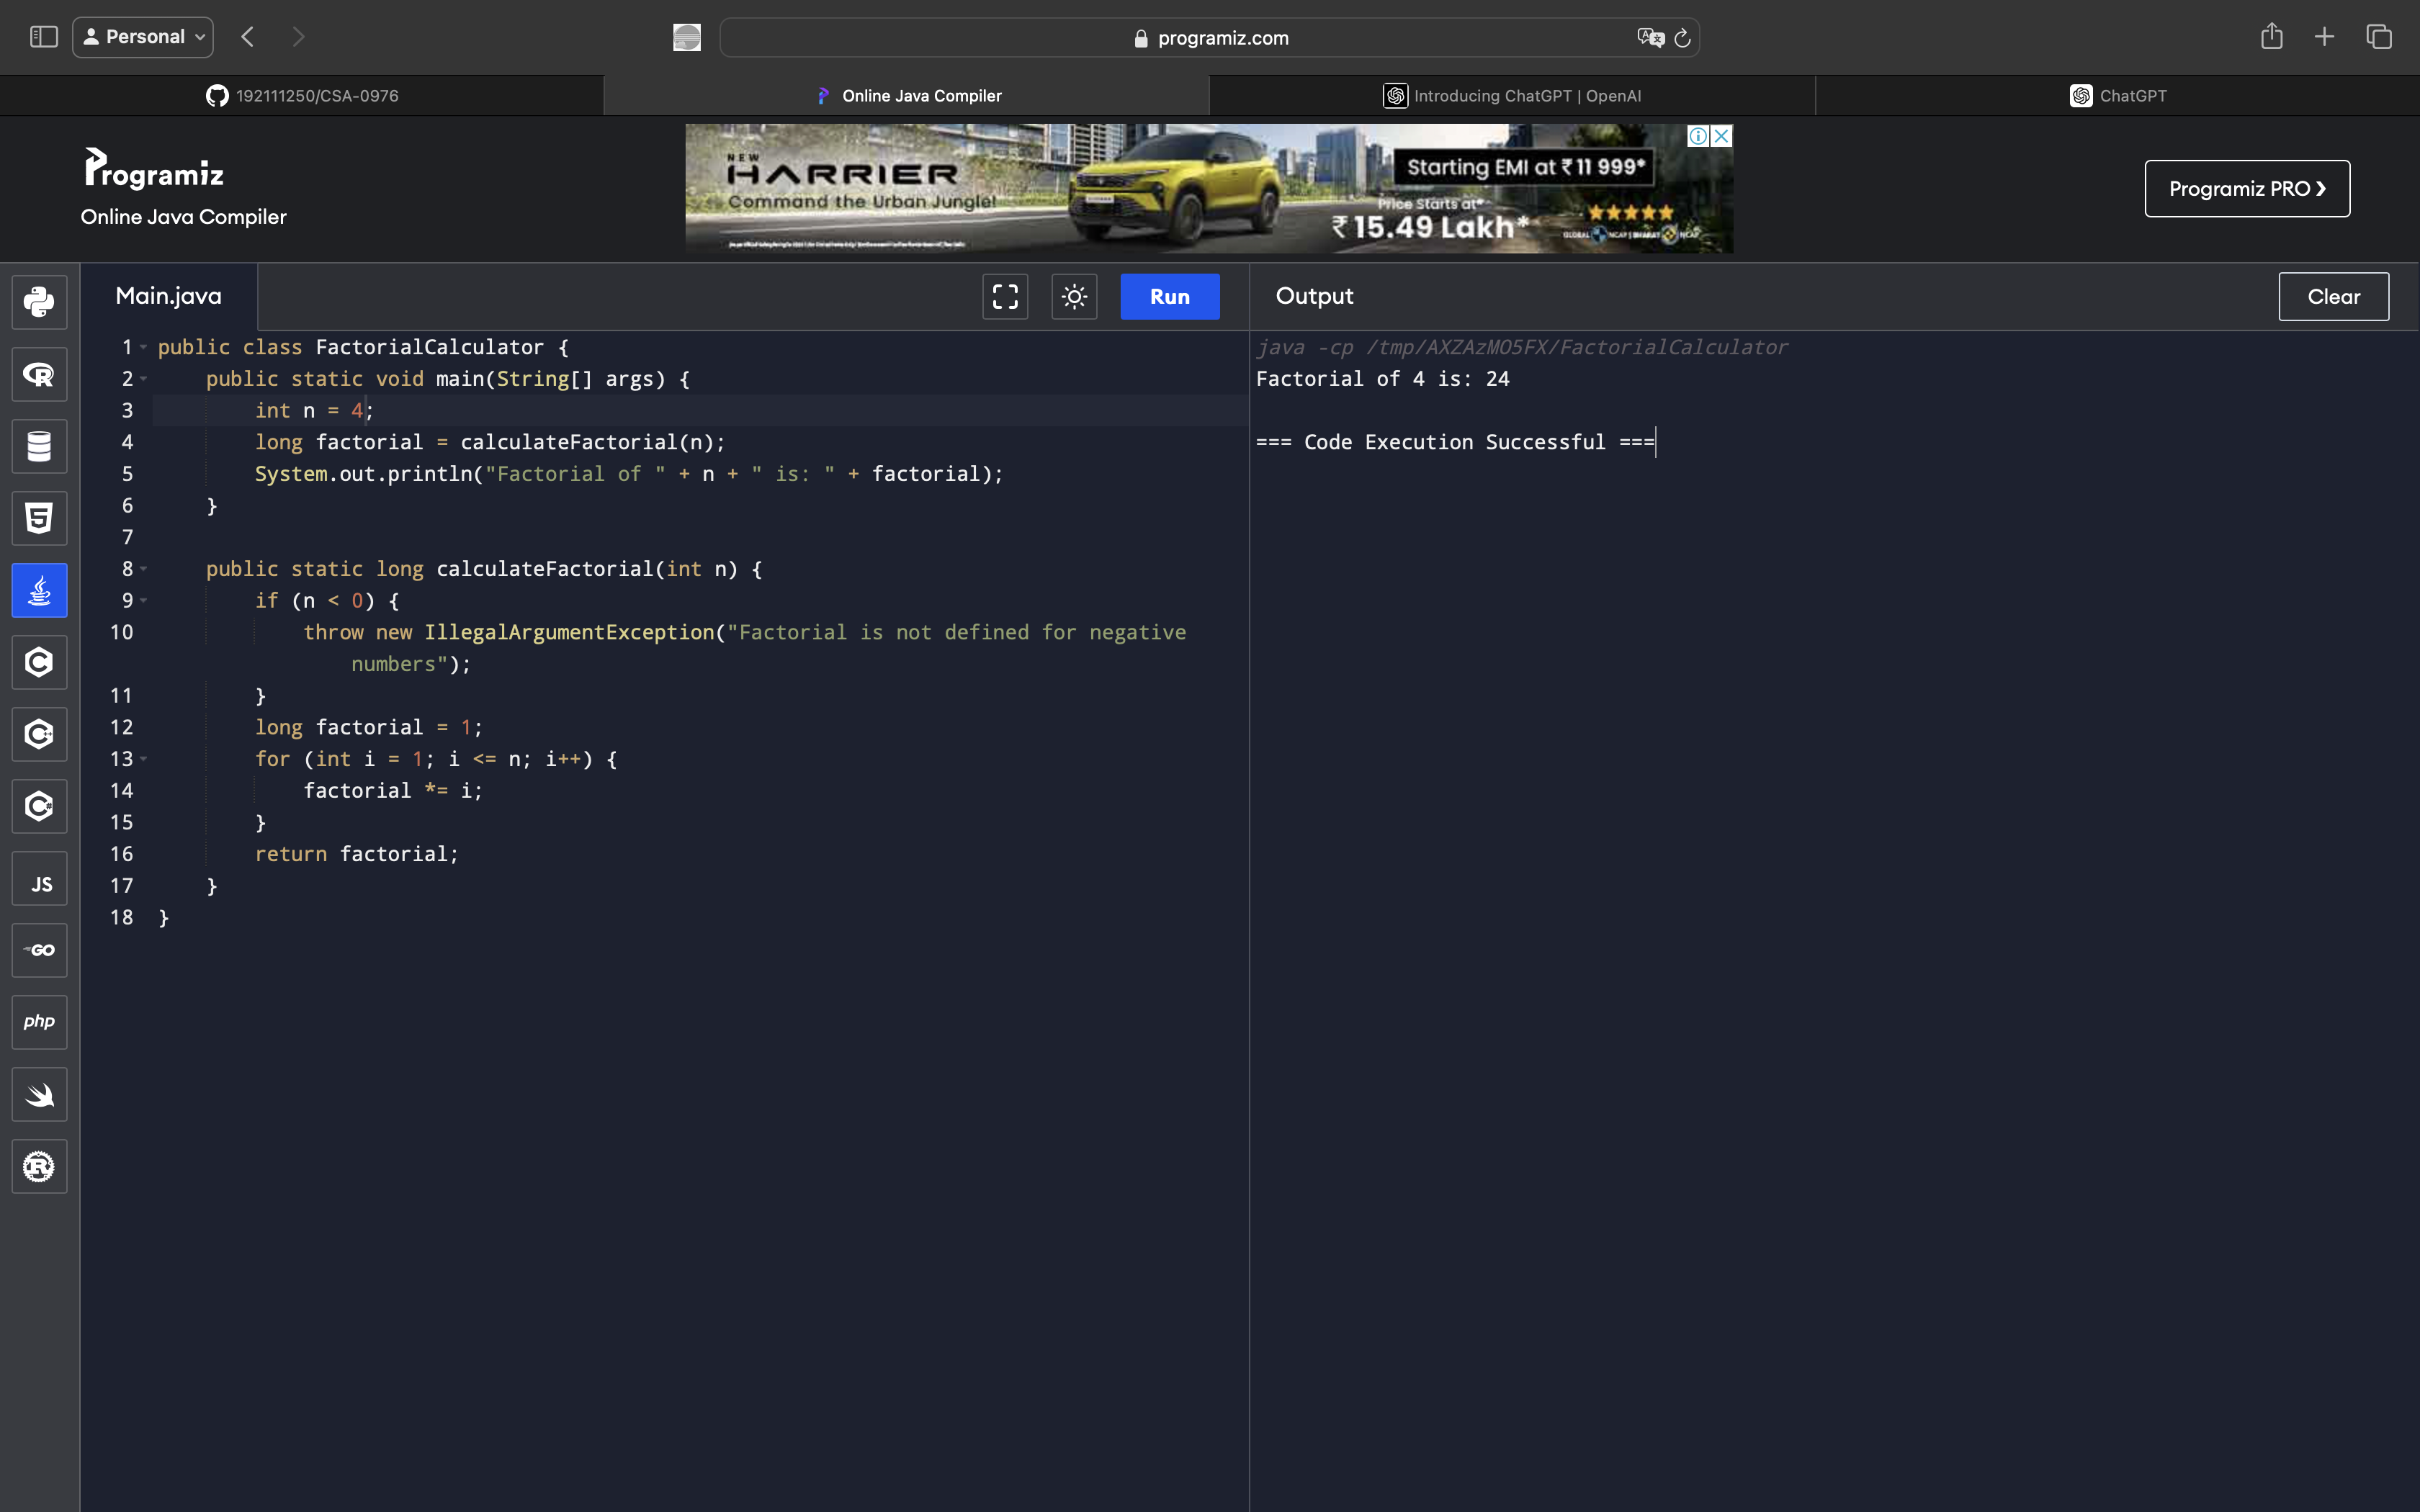 Personal
programiz.com
192111250/CSA-0976
Online Java Compiler
Introducing ChatGPT | OpenAI
ChatGPT
Programiz
Online Java Compiler
NEW
HARRIER
Command the Urban Jungle!
Starting EMI at ₹11 999*
Price Starts at*
₹15.49 Lakh*
Programiz PRO ❯
Main.java
Run
Output
Clear
1 public class FactorialCalculator {
2     public static void main(String[] args) {
3         int n = 4;
4         long factorial = calculateFactorial(n);
5         System.out.println("Factorial of " + n + " is: " + factorial);
6     }
7
8     public static long calculateFactorial(int n) {
9         if (n < 0) {
10             throw new IllegalArgumentException("Factorial is not defined for negative
numbers");
11         }
12         long factorial = 1;
13         for (int i = 1; i <= n; i++) {
14             factorial *= i;
15         }
16         return factorial;
17     }
18 }
java -cp /tmp/AXZAzMO5FX/FactorialCalculator
Factorial of 4 is: 24
=== Code Execution Successful ===
JS
GO
php